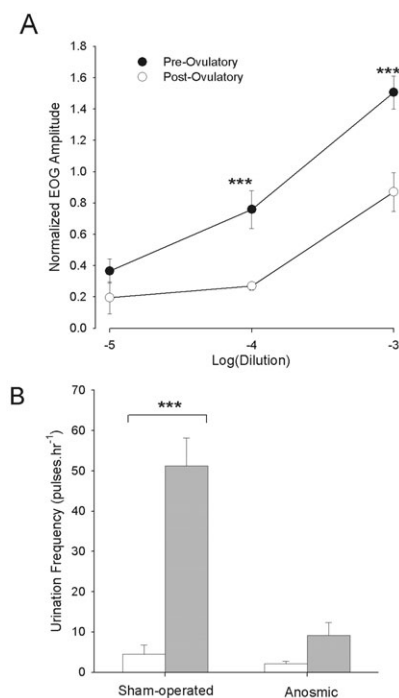 A
Normalized EOG Amplitude
1.8
1.6
1.4
1.2
1.0
0.8
0.6
0.4
0.2
0.0
Pre-Ovulatory
Post-Ovulatory
***
***
-5
-4
-3
Log(Dilution)
B
Urination Frequency (pulses.hr⁻¹)
70
60
50
40
30
20
10
0
***
Sham-operated
Anosmic